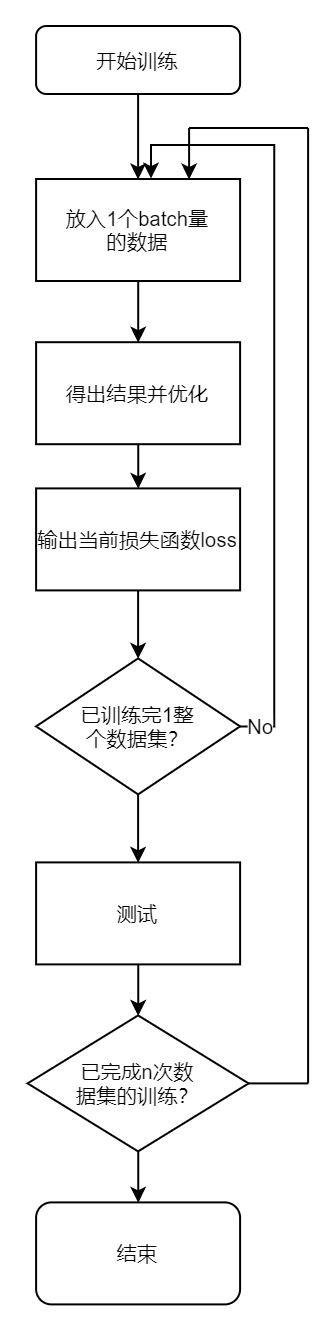 开始训练
放入1个batch量
的数据
得出结果并优化
输出当前损失函数loss
已训练完1整
个数据集？
No
测试
已完成n次数
据集的训练？
结束